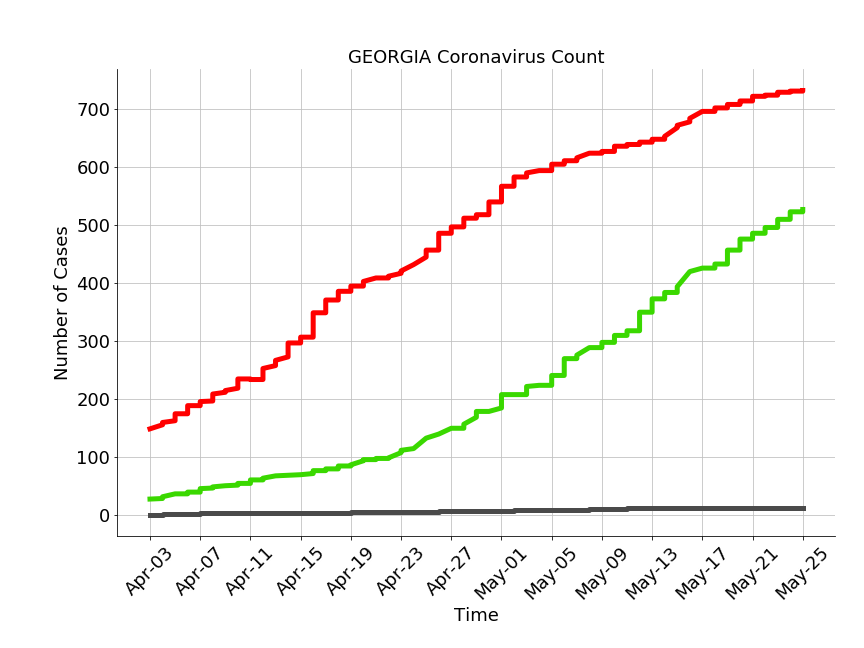 GEORGIA Coronavirus Count
Number of Cases
700
600
500
400
300
200
100
0
Apr-03
Apr-07
Apr-11
Apr-15
Apr-19
Apr-23
Apr-27
May-01
May-05
May-09
May-13
May-17
May-21
May-25
Time